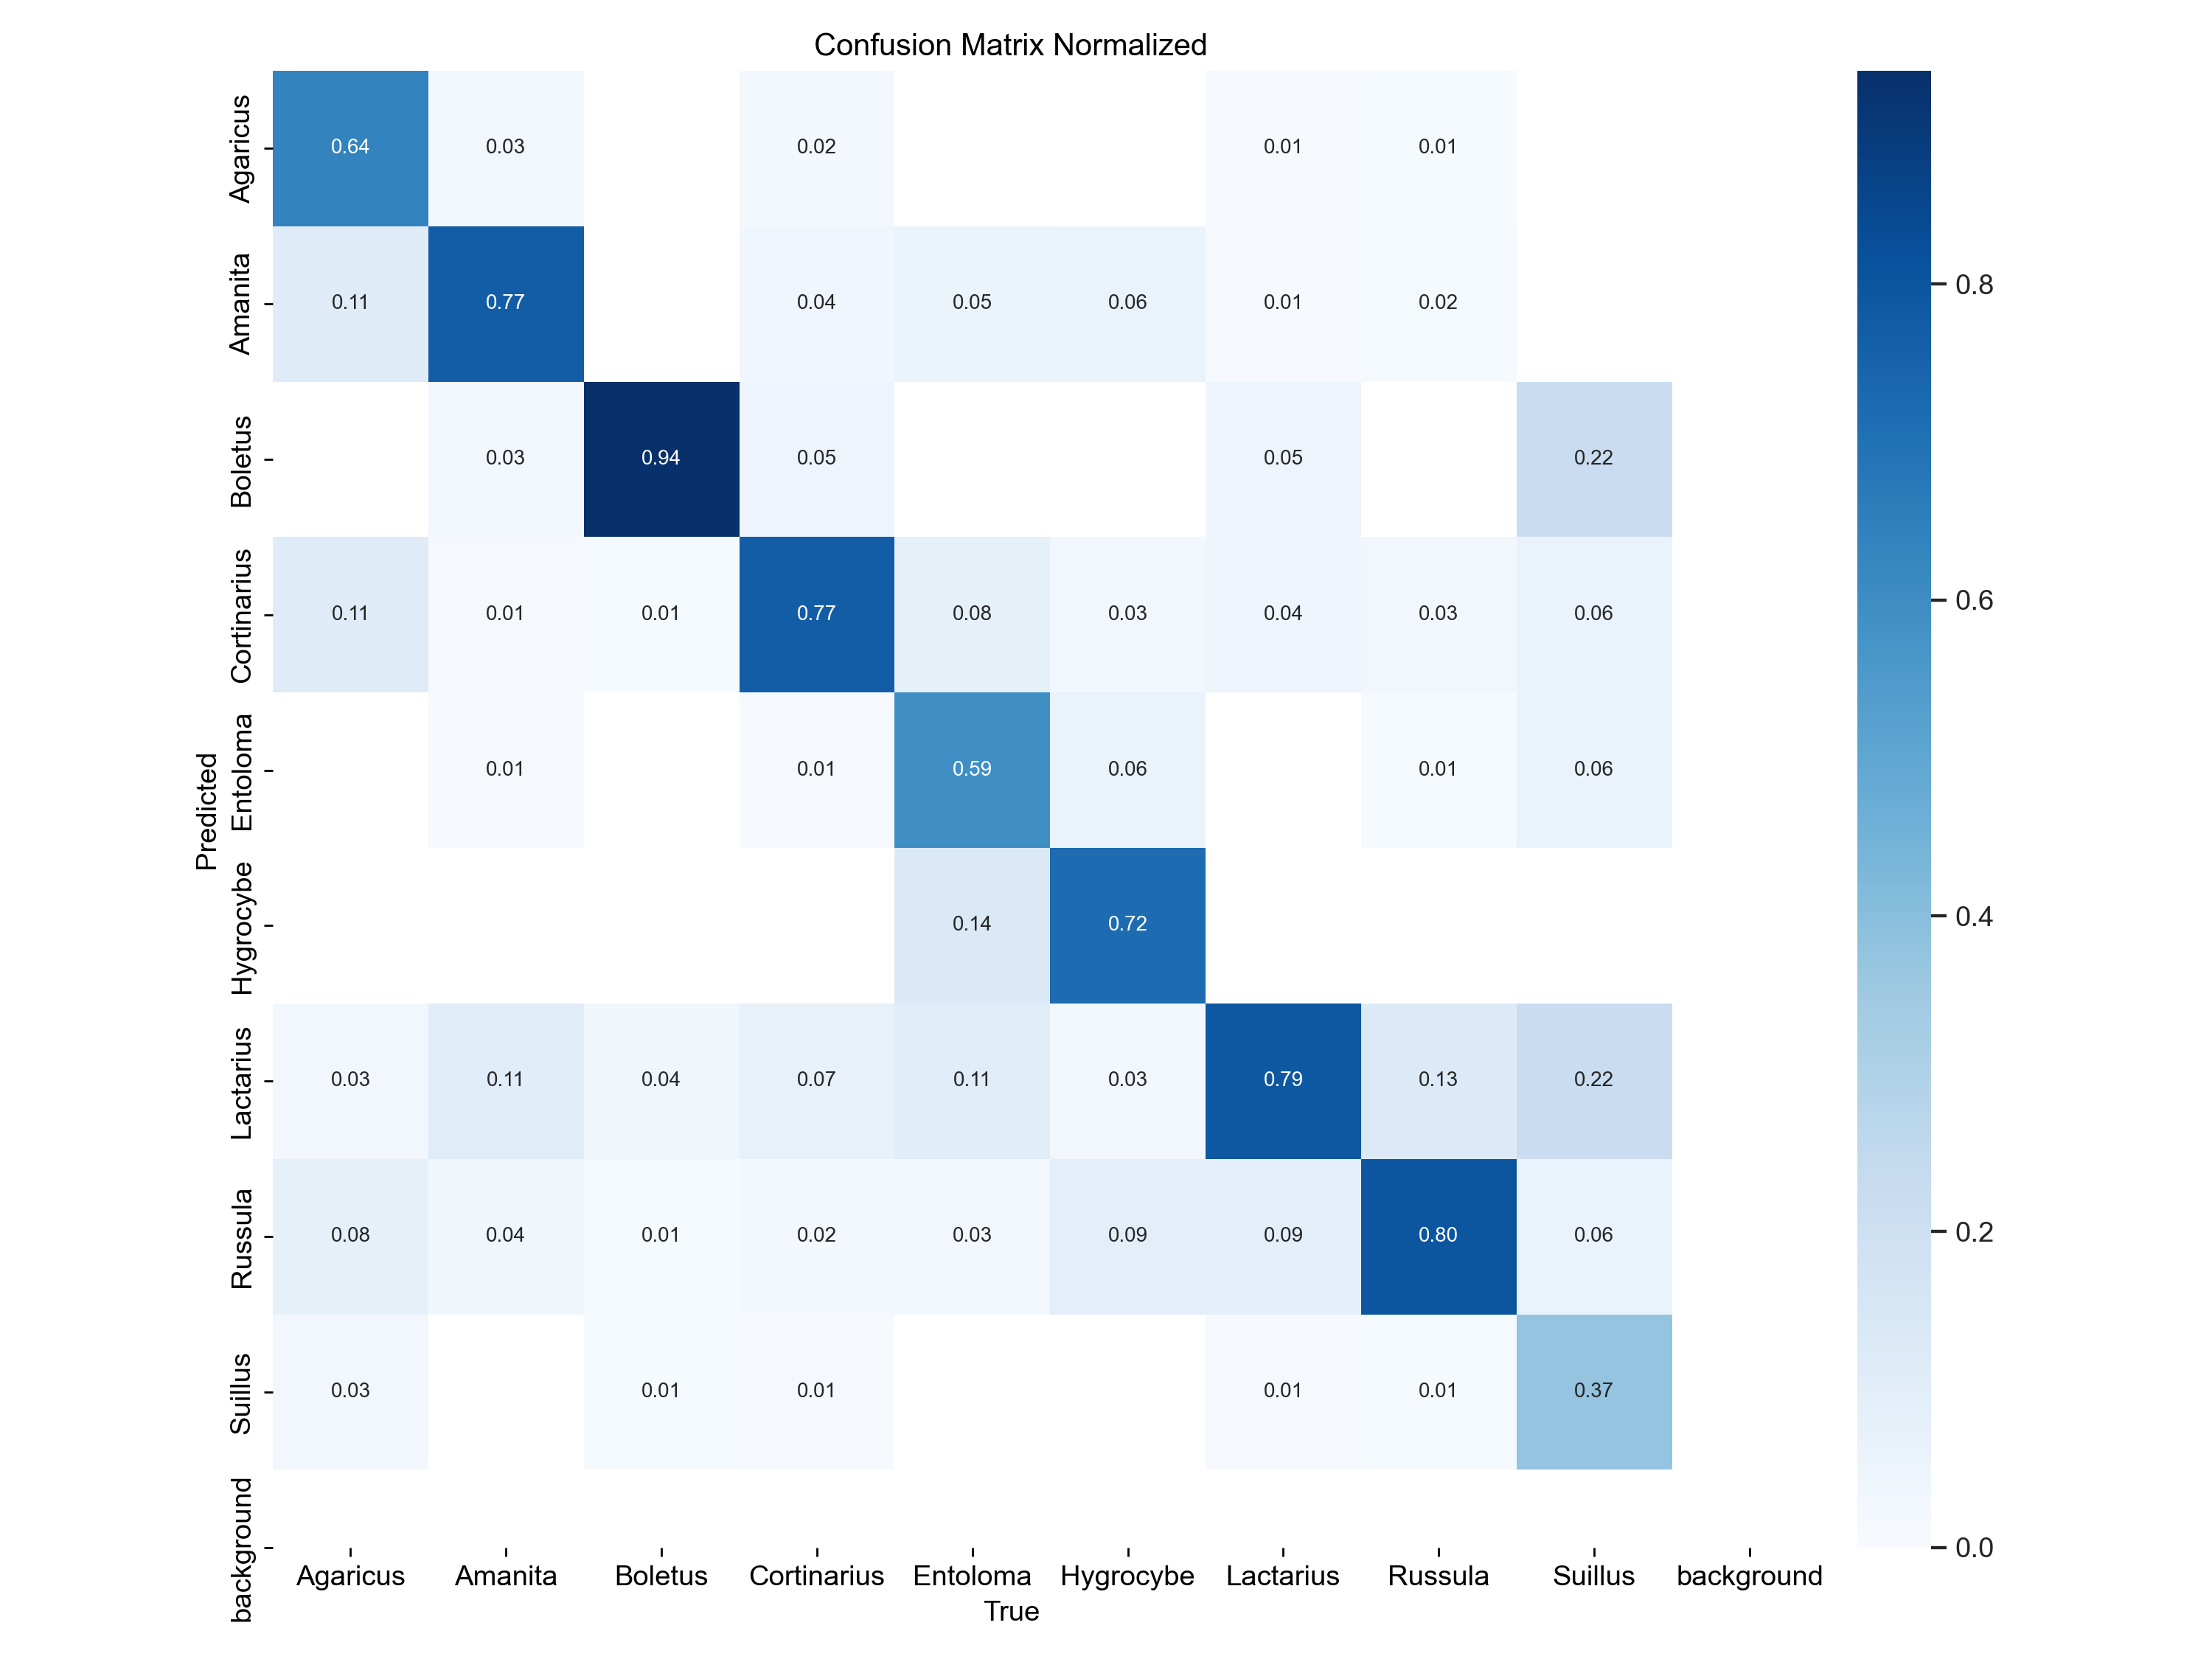 Confusion Matrix Normalized
Agaricus 0.64 0.03 0.02 0.01 0.01
Amanita 0.11 0.77 0.04 0.05 0.06 0.01 0.02
Boletus 0.03 0.94 0.05 0.05 0.22
Cortinarius 0.11 0.01 0.01 0.77 0.08 0.03 0.04 0.03 0.06
Entoloma 0.01 0.01 0.59 0.06 0.01 0.06
Hygrocybe 0.14 0.72
Lactarius 0.03 0.11 0.04 0.07 0.11 0.03 0.79 0.13 0.22
Russula 0.08 0.04 0.01 0.02 0.03 0.09 0.09 0.80 0.06
Suillus 0.03 0.01 0.01 0.01 0.01 0.37
background
Predicted
Agaricus Amanita Boletus Cortinarius Entoloma Hygrocybe Lactarius Russula Suillus background
True
0.8
0.6
0.4
0.2
0.0